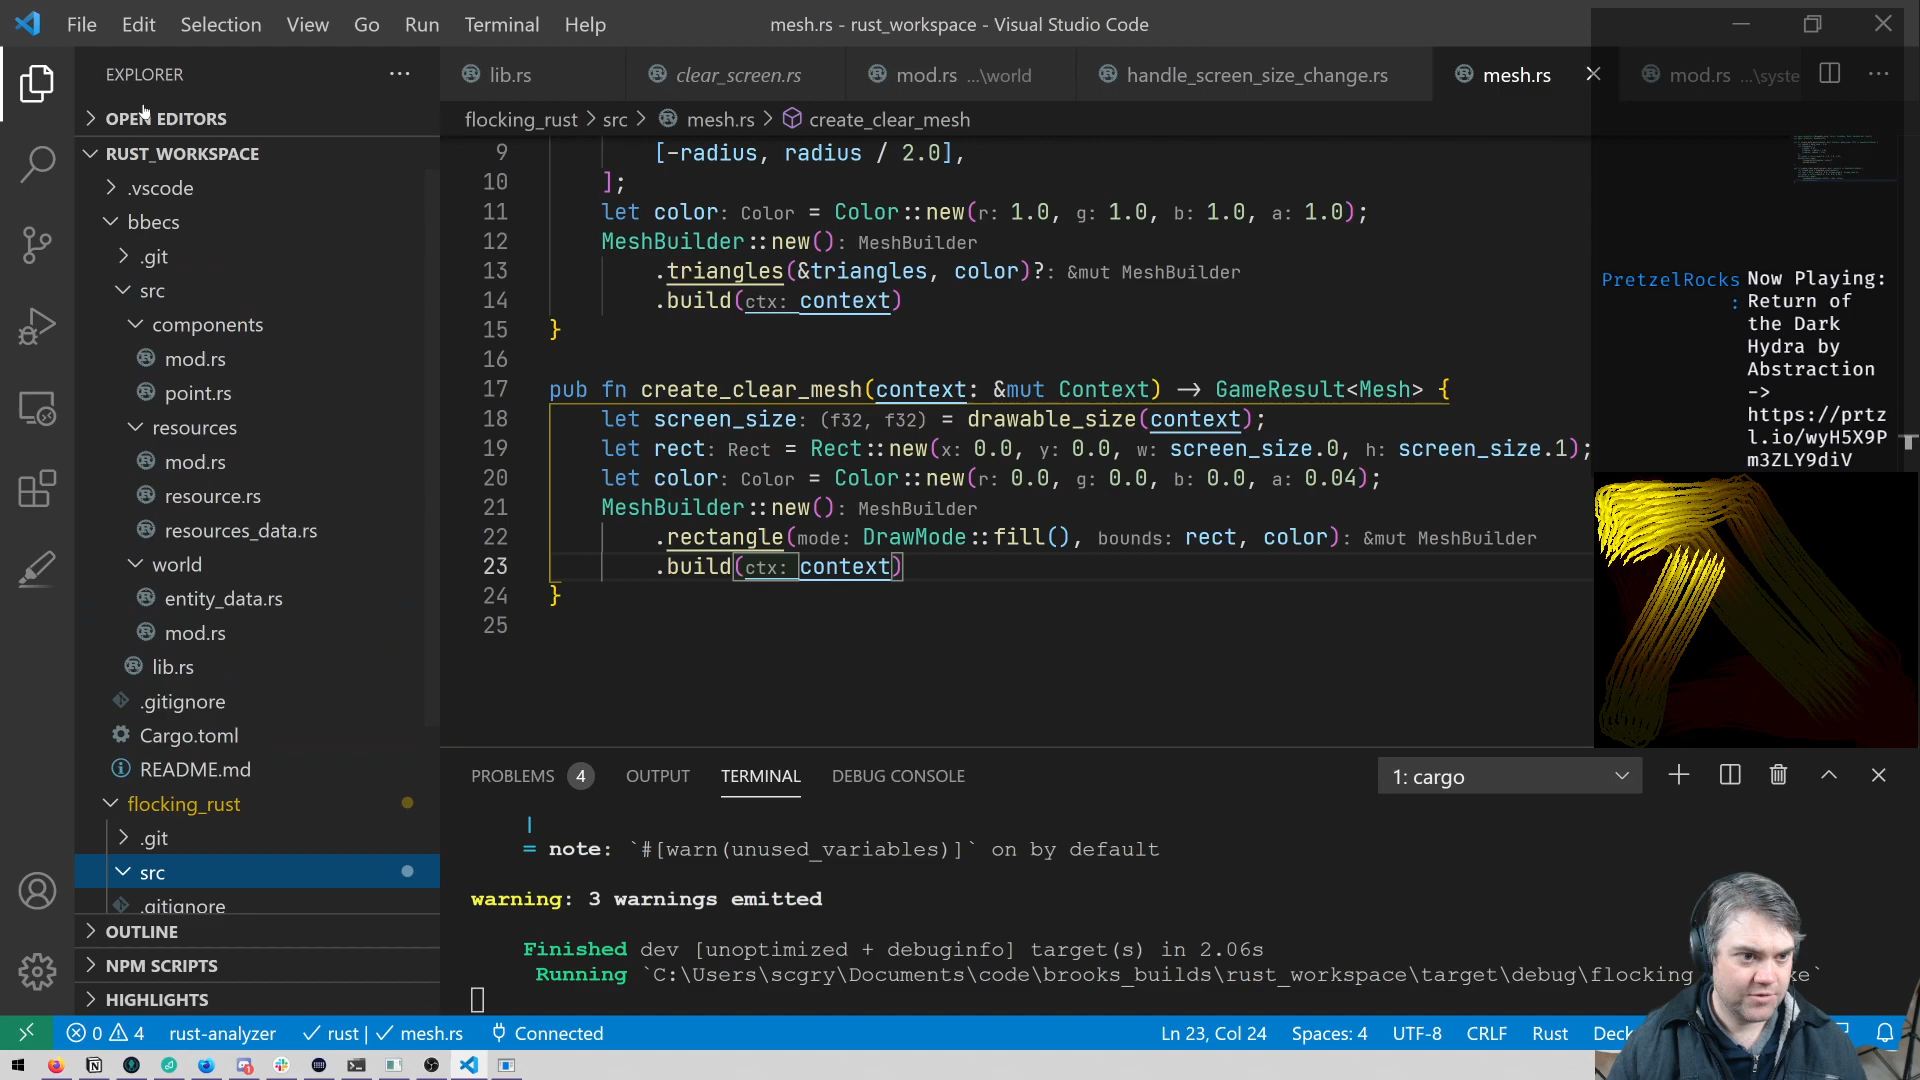 File Edit Selection View Go Run Terminal Help
mesh.rs - rust_workspace - Visual Studio Code
EXPLORER
OPEN EDITORS
RUST_WORKSPACE
.vscode
bbecs
.git
src
components
mod.rs
point.rs
resources
mod.rs
resource.rs
resources_data.rs
world
entity_data.rs
mod.rs
lib.rs
.gitignore
Cargo.toml
README.md
flocking_rust
.git
src
.gitignore
OUTLINE
NPM SCRIPTS
HIGHLIGHTS
lib.rs clear_screen.rs mod.rs ...\world handle_screen_size_change.rs mesh.rs mod.rs ...\syste
flocking_rust > src > mesh.rs > create_clear_mesh
9 [-radius, radius / 2.0],
10 ];
11 let color: Color = Color::new(r: 1.0, g: 1.0, b: 1.0, a: 1.0);
12 MeshBuilder::new(): MeshBuilder
13 .triangles(&triangles, color)?: &mut MeshBuilder
14 .build(ctx: context)
15 }
16
17 pub fn create_clear_mesh(context: &mut Context) -> GameResult<Mesh> {
18 let screen_size: (f32, f32) = drawable_size(context);
19 let rect: Rect = Rect::new(x: 0.0, y: 0.0, w: screen_size.0, h: screen_size.1);
20 let color: Color = Color::new(r: 0.0, g: 0.0, b: 0.0, a: 0.04);
21 MeshBuilder::new(): MeshBuilder
22 .rectangle(mode: DrawMode::fill(), bounds: rect, color): &mut MeshBuilder
23 .build(ctx: context)
24 }
25
PretzelRocks
: Now Playing:
Return of
the Dark
Hydra by
Abstraction
->
https://prtz
l.io/wyH5X9P
m3ZLY9diV
PROBLEMS 4 OUTPUT TERMINAL DEBUG CONSOLE
1: cargo
|
= note: `#[warn(unused_variables)]` on by default
warning: 3 warnings emitted
Finished dev [unoptimized + debuginfo] target(s) in 2.06s
Running `C:\Users\scgry\Documents\code\brooks_builds\rust_workspace\target\debug\flocking
0 4 rust-analyzer rust | mesh.rs Connected
Ln 23, Col 24 Spaces: 4 UTF-8 CRLF Rust Deck